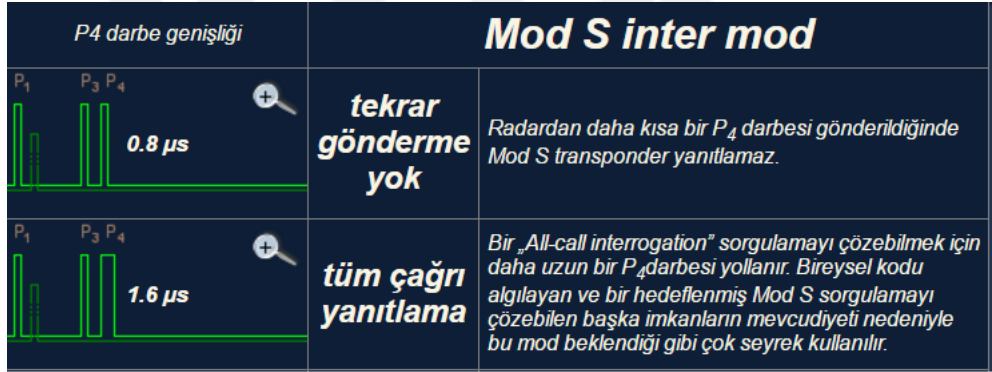 P4 darbe genişliği
Mod S inter mod
P1 P3 P4
0.8 µs
tekrar
gönderme
yok
Radardan daha kısa bir P4 darbesi gönderildiğinde
Mod S transponder yanıtlamaz.
P1 P3 P4
1.6 µs
tüm çağrı
yanıtlama
Bir „All-call interrogation” sorgulamayı çözebilmek için
daha uzun bir P4darbesi yollanır. Bireysel kodu
algılayan ve bir hedeflenmiş Mod S sorgulamayı
çözebilen başka imkanların mevcudiyeti nedeniyle
bu mod beklendiği gibi çok seyrek kullanılır.